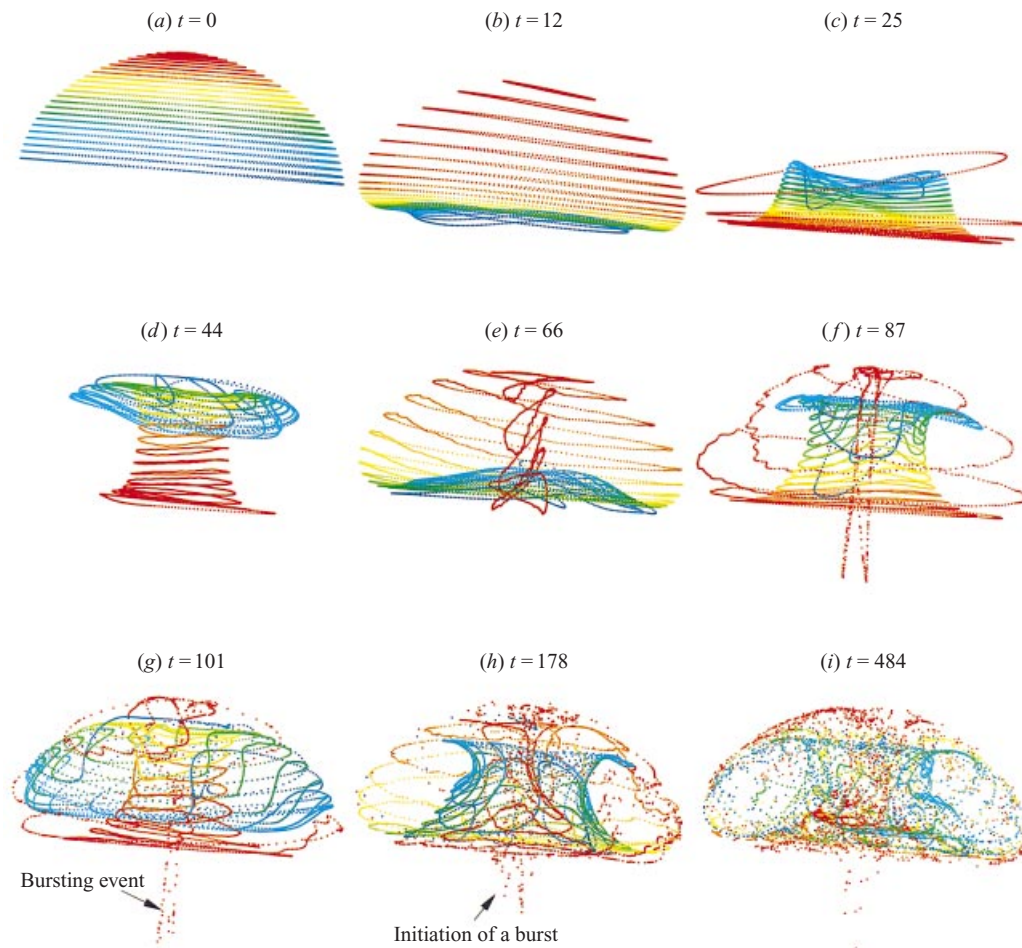 (a) t = 0
(b) t = 12
(c) t = 25
(d) t = 44
(e) t = 66
(f) t = 87
(g) t = 101
(h) t = 178
(i) t = 484
Bursting event
Initiation of a burst